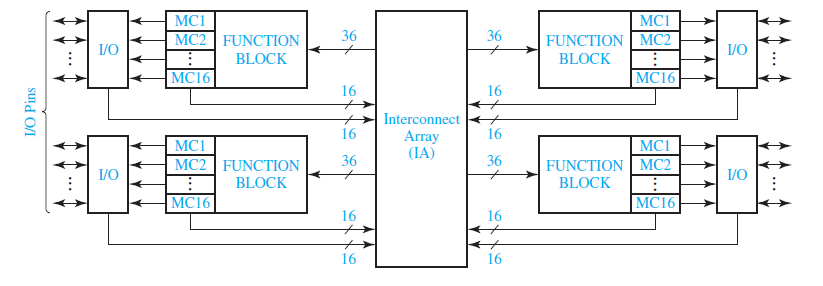 I/O Pins
I/O
MC1
MC2
MC16
FUNCTION
BLOCK
36
16
16
Interconnect
Array
(IA)
36
16
16
FUNCTION
BLOCK
MC1
MC2
MC16
I/O
I/O
MC1
MC2
MC16
FUNCTION
BLOCK
36
16
16
36
16
16
FUNCTION
BLOCK
MC1
MC2
MC16
I/O